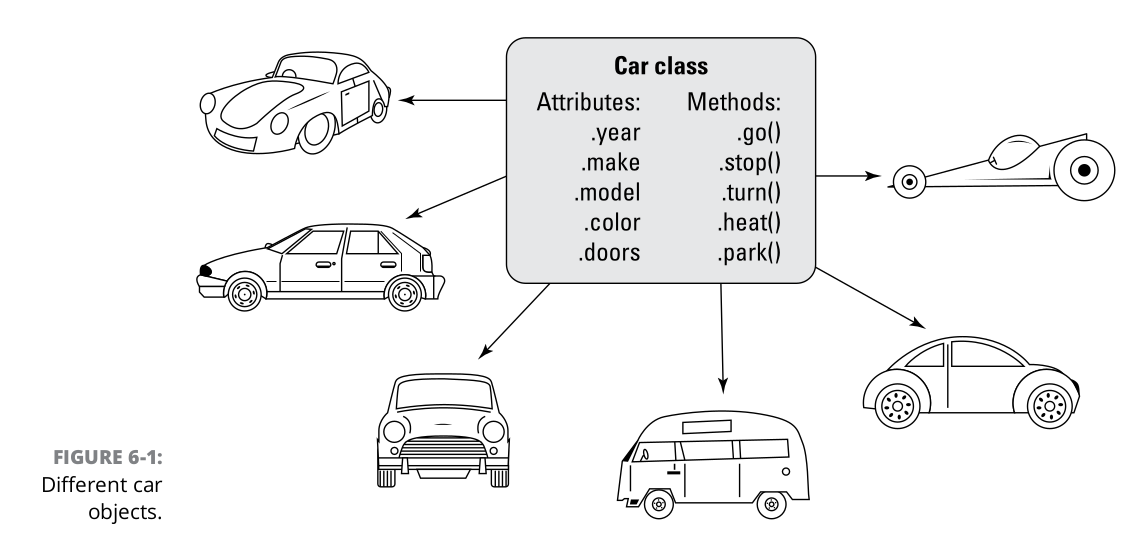 Car class
Attributes: Methods:
.year .go()
.make .stop()
.model .turn()
.color .heat()
.doors .park()
FIGURE 6-1:
Different car
objects.